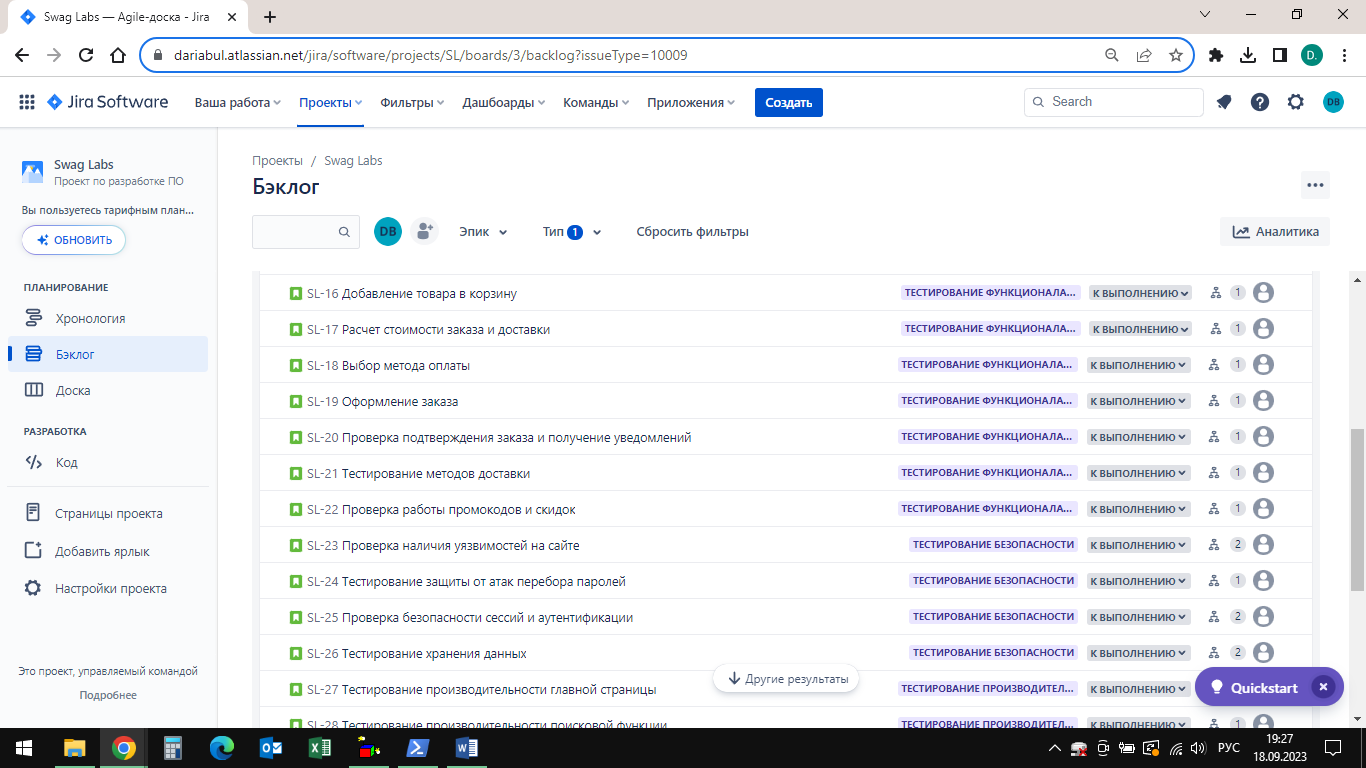 Swag Labs — Agile-доска - Jira
dariabul.atlassian.net/jira/software/projects/SL/boards/3/backlog?issueType=10009
D.
Jira Software
Ваша работа
Проекты
Фильтры
Дашборды
Команды
Приложения
Создать
Search
DB
Swag Labs
Проект по разработке ПО
Вы пользуетесь тарифным план...
ОБНОВИТЬ
ПЛАНИРОВАНИЕ
Хронология
Бэклог
Доска
РАЗРАБОТКА
Код
Страницы проекта
Добавить ярлык
Настройки проекта
Это проект, управляемый командой
Подробнее
Проекты / Swag Labs
Бэклог
DB
Эпик
Тип 1
Сбросить фильтры
Аналитика
SL-16 Добавление товара в корзину ТЕСТИРОВАНИЕ ФУНКЦИОНАЛА... К ВЫПОЛНЕНИЮ 1
SL-17 Расчет стоимости заказа и доставки ТЕСТИРОВАНИЕ ФУНКЦИОНАЛА... К ВЫПОЛНЕНИЮ 1
SL-18 Выбор метода оплаты ТЕСТИРОВАНИЕ ФУНКЦИОНАЛА... К ВЫПОЛНЕНИЮ 1
SL-19 Оформление заказа ТЕСТИРОВАНИЕ ФУНКЦИОНАЛА... К ВЫПОЛНЕНИЮ 1
SL-20 Проверка подтверждения заказа и получение уведомлений ТЕСТИРОВАНИЕ ФУНКЦИОНАЛА... К ВЫПОЛНЕНИЮ 1
SL-21 Тестирование методов доставки ТЕСТИРОВАНИЕ ФУНКЦИОНАЛА... К ВЫПОЛНЕНИЮ 1
SL-22 Проверка работы промокодов и скидок ТЕСТИРОВАНИЕ ФУНКЦИОНАЛА... К ВЫПОЛНЕНИЮ 1
SL-23 Проверка наличия уязвимостей на сайте ТЕСТИРОВАНИЕ БЕЗОПАСНОСТИ К ВЫПОЛНЕНИЮ 2
SL-24 Тестирование защиты от атак перебора паролей ТЕСТИРОВАНИЕ БЕЗОПАСНОСТИ К ВЫПОЛНЕНИЮ 1
SL-25 Проверка безопасности сессий и аутентификации ТЕСТИРОВАНИЕ БЕЗОПАСНОСТИ К ВЫПОЛНЕНИЮ 2
SL-26 Тестирование хранения данных ТЕСТИРОВАНИЕ БЕЗОПАСНОСТИ К ВЫПОЛНЕНИЮ 2
SL-27 Тестирование производительности главной страницы ТЕСТИРОВАНИЕ ПРОИЗВОДИТЕЛ... К ВЫПОЛНЕНИЮ
SL-28 Тестирование производительности поисковой функции ТЕСТИРОВАНИЕ ПРОИЗВОДИТЕЛ... К ВЫПОЛНЕНИЮ 1
Другие результаты
Quickstart
РУС
19:27
18.09.2023